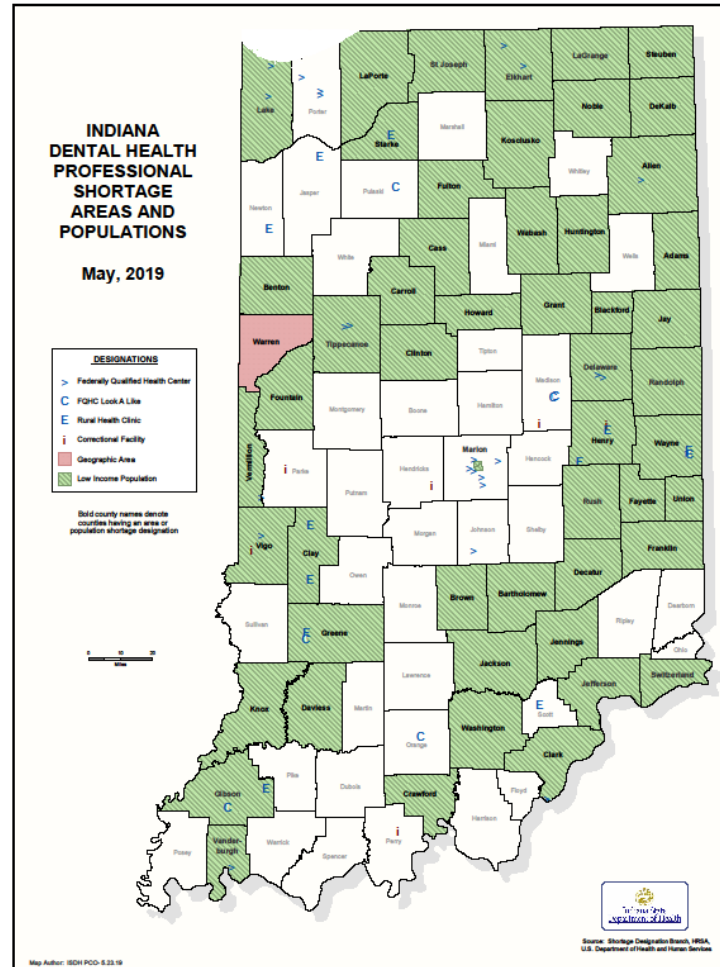 INDIANA
DENTAL HEALTH
PROFESSIONAL
SHORTAGE
AREAS AND
POPULATIONS
May, 2019
DESIGNATIONS
> Federally Qualified Health Center
C FQHC Look A Like
E Rural Health Clinic
i Correctional Facility
Geographic Area
Low Income Population
Bold county names denote
counties having an area or
population shortage designation
Miles
Lake
Porter
LaPorte
St Joseph
Elkhart
LaGrange
Steuben
Noble
DeKalb
Starke
Marshall
Kosciusko
Whitley
Allen
Newton
Jasper
Pulaski
Fulton
Wabash
Huntington
Wells
Adams
White
Cass
Miami
Benton
Carroll
Howard
Grant
Blackford
Jay
Warren
Tippecanoe
Clinton
Tipton
Madison
Delaware
Randolph
Fountain
Montgomery
Boone
Hamilton
Henry
Wayne
Vermillion
Parke
Putnam
Hendricks
Marion
Hancock
Rush
Fayette
Union
Vigo
Clay
Owen
Morgan
Johnson
Shelby
Franklin
Decatur
Sullivan
Greene
Monroe
Brown
Bartholomew
Jennings
Ripley
Dearborn
Ohio
Switzerland
Jefferson
Knox
Daviess
Martin
Lawrence
Jackson
Scott
Washington
Clark
Orange
Gibson
Pike
Dubois
Crawford
Floyd
Harrison
Posey
Vander-
burgh
Warrick
Spencer
Perry
Indiana State
Department of Health
Source: Shortage Designation Branch, HRSA,
U.S. Department of Health and Human Services
Map Author: ISDH PCO- 5.23.19